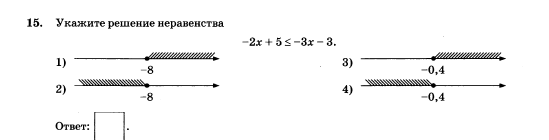 15. Укажите решение неравенства
−2x + 5 ≤ −3x − 3.
1) −8
3) −0,4
2) −8
4) −0,4
Ответ: .